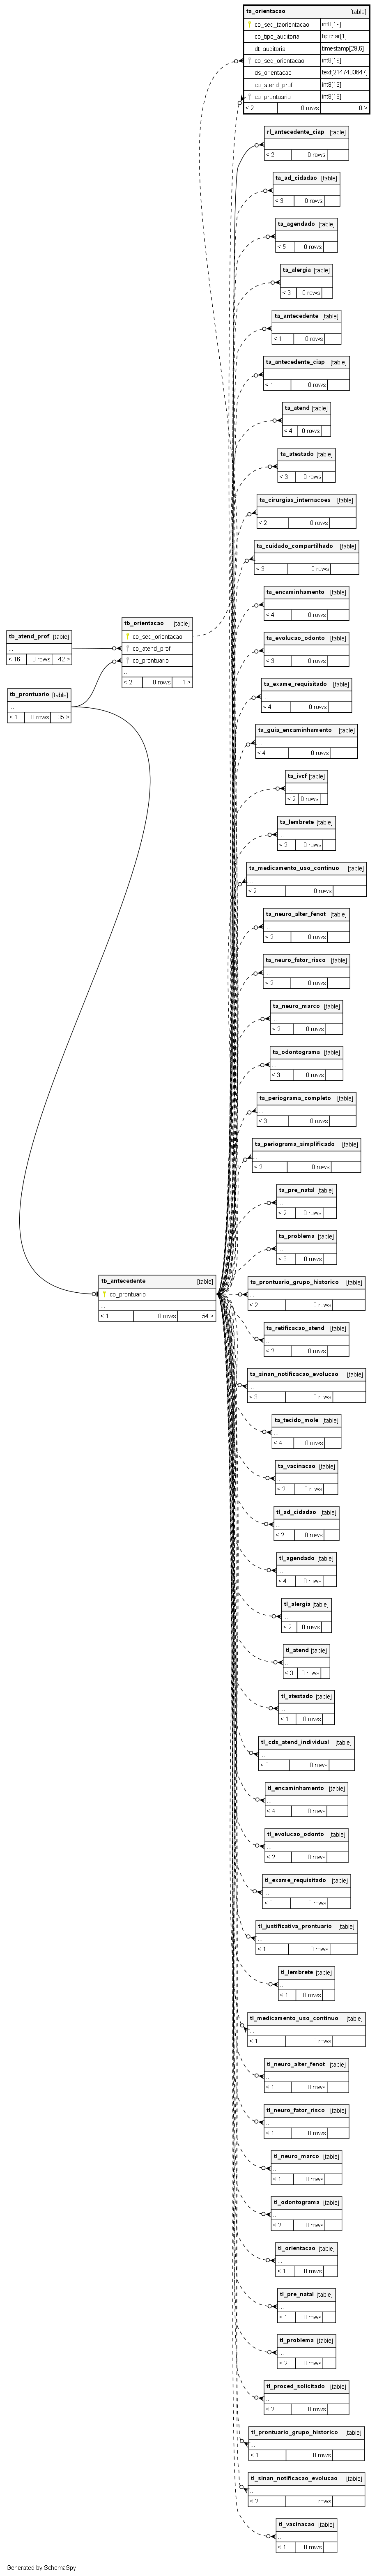 ta_orientacao [table]
co_seq_taorientacao int8[19]
co_tipo_auditoria bpchar[1]
dt_auditoria timestamp[29,6]
co_seq_orientacao int8[19]
ds_orientacao text[2147483647]
co_atend_prof int8[19]
co_prontuario int8[19]
< 2 0 rows 0 >
rl_antecedente_ciap [table]
...
< 2 0 rows
ta_ad_cidadao [table]
...
< 3 0 rows
ta_agendado [table]
...
< 5 0 rows
ta_alergia [table]
...
< 3 0 rows
ta_antecedente [table]
...
< 1 0 rows
ta_antecedente_ciap [table]
...
< 1 0 rows
ta_atend [table]
...
< 4 0 rows
ta_atestado [table]
...
< 3 0 rows
ta_cirurgias_internacoes [table]
...
< 2 0 rows
ta_cuidado_compartilhado [table]
...
< 3 0 rows
ta_encaminhamento [table]
...
< 4 0 rows
ta_evolucao_odonto [table]
...
< 3 0 rows
ta_exame_requisitado [table]
...
< 4 0 rows
ta_guia_encaminhamento [table]
...
< 4 0 rows
ta_ivcf [table]
...
< 2 0 rows
ta_lembrete [table]
...
< 2 0 rows
ta_medicamento_uso_continuo [table]
...
< 2 0 rows
ta_neuro_alter_fenot [table]
...
< 2 0 rows
ta_neuro_fator_risco [table]
...
< 2 0 rows
ta_neuro_marco [table]
...
< 2 0 rows
ta_odontograma [table]
...
< 3 0 rows
ta_periograma_completo [table]
...
< 3 0 rows
ta_periograma_simplificado [table]
...
< 2 0 rows
ta_pre_natal [table]
...
< 2 0 rows
ta_problema [table]
...
< 3 0 rows
ta_prontuario_grupo_historico [table]
...
< 2 0 rows
ta_retificacao_atend [table]
...
< 2 0 rows
ta_sinan_notificacao_evolucao [table]
...
< 3 0 rows
ta_tecido_mole [table]
...
< 4 0 rows
ta_vacinacao [table]
...
< 2 0 rows
tl_ad_cidadao [table]
...
< 2 0 rows
tl_agendado [table]
...
< 4 0 rows
tl_alergia [table]
...
< 2 0 rows
tl_atend [table]
...
< 3 0 rows
tl_atestado [table]
...
< 1 0 rows
tl_cds_atend_individual [table]
...
< 8 0 rows
tl_encaminhamento [table]
...
< 4 0 rows
tl_evolucao_odonto [table]
...
< 2 0 rows
tl_exame_requisitado [table]
...
< 3 0 rows
tl_justificativa_prontuario [table]
...
< 1 0 rows
tl_lembrete [table]
...
< 1 0 rows
tl_medicamento_uso_continuo [table]
...
< 1 0 rows
tl_neuro_alter_fenot [table]
...
< 1 0 rows
tl_neuro_fator_risco [table]
...
< 1 0 rows
tl_neuro_marco [table]
...
< 1 0 rows
tl_odontograma [table]
...
< 2 0 rows
tl_orientacao [table]
...
< 1 0 rows
tl_pre_natal [table]
...
< 1 0 rows
tl_problema [table]
...
< 2 0 rows
tl_proced_solicitado [table]
...
< 2 0 rows
tl_prontuario_grupo_historico [table]
...
< 1 0 rows
tl_sinan_notificacao_evolucao [table]
...
< 2 0 rows
tl_vacinacao [table]
...
< 1 0 rows
tb_orientacao [table]
co_seq_orientacao
co_atend_prof
co_prontuario
...
< 2 0 rows 1 >
tb_atend_prof [table]
...
< 16 0 rows 42 >
tb_prontuario [table]
...
< 1 0 rows 35 >
tb_antecedente [table]
co_prontuario
...
< 1 0 rows 54 >
Generated by SchemaSpy